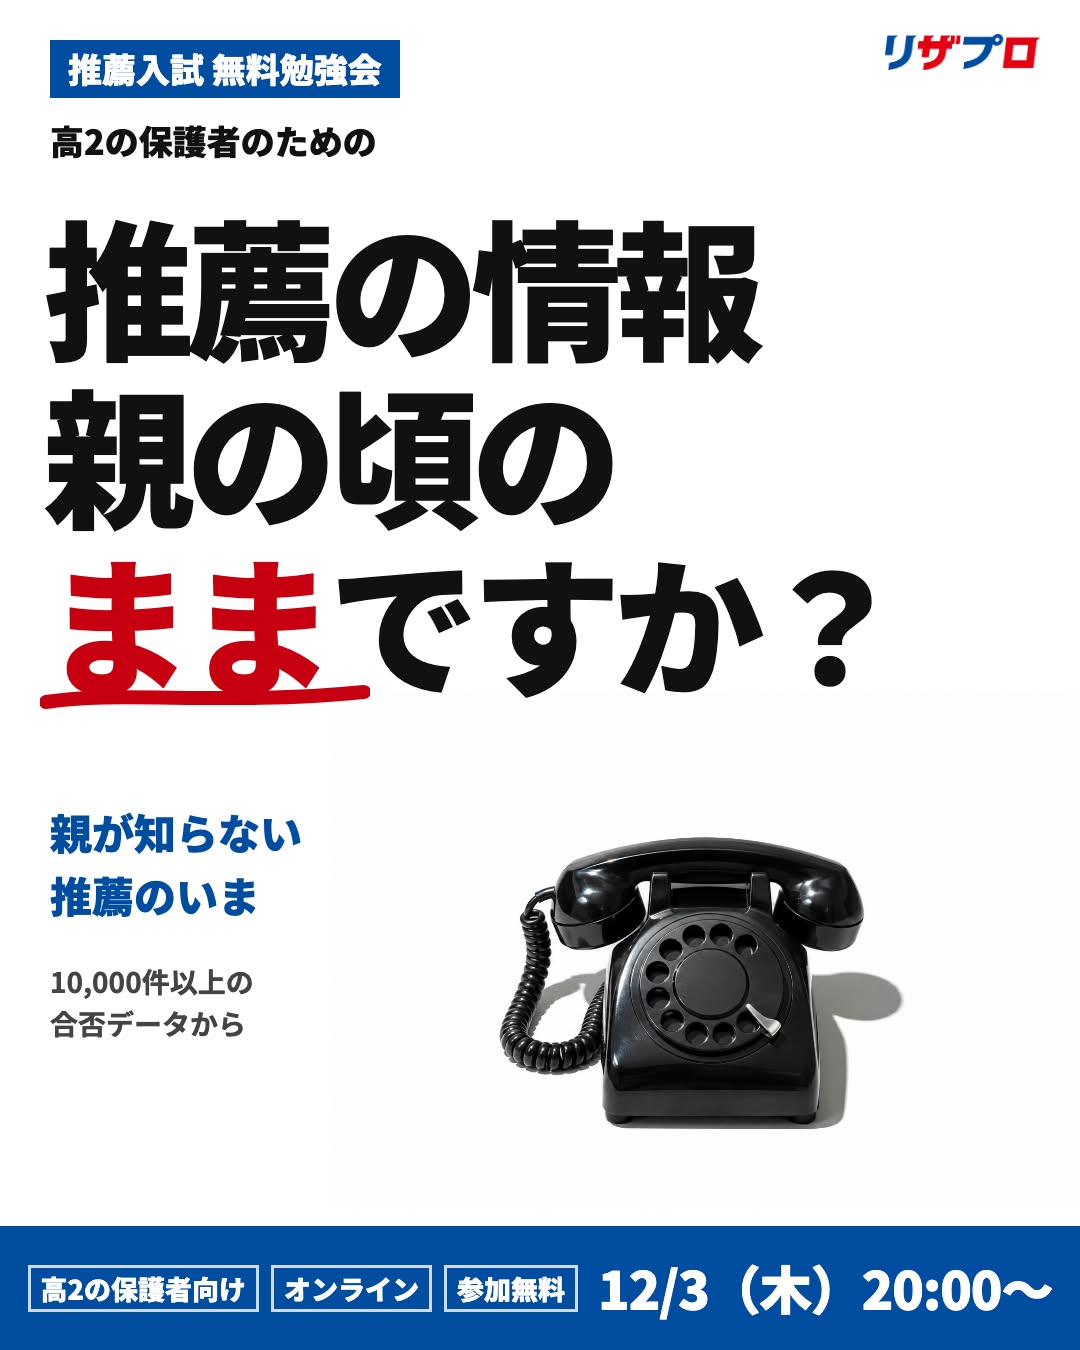 推薦入試 無料勉強会
リザプロ
高2の保護者のための
推薦の情報
親の頃の
ままですか？
親が知らない
推薦のいま
10,000件以上の
合否データから
高2の保護者向け オンライン 参加無料 12/3（木）20:00〜